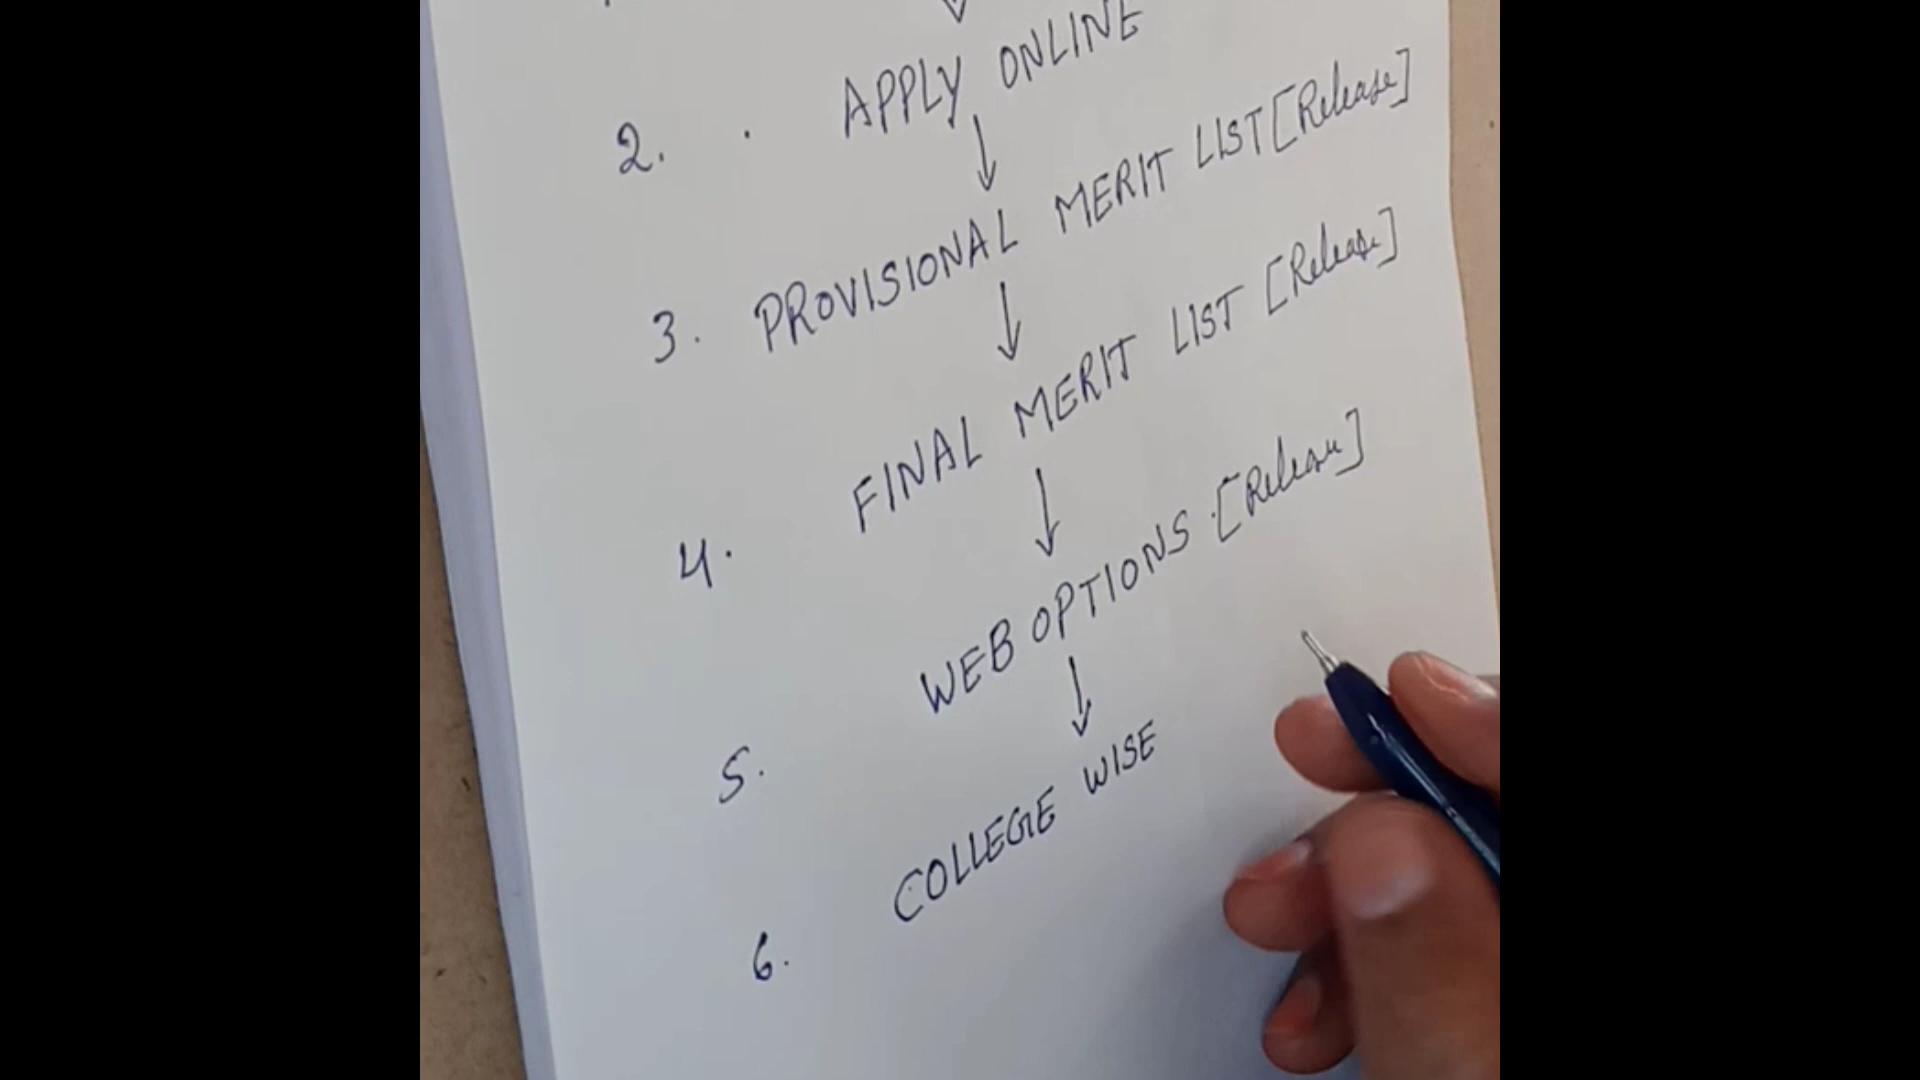 2. APPLY ONLINE
3. PROVISIONAL MERIT LIST [Release]
4. FINAL MERIT LIST [Release]
5. WEB OPTIONS. [Release]
6. COLLEGE WISE